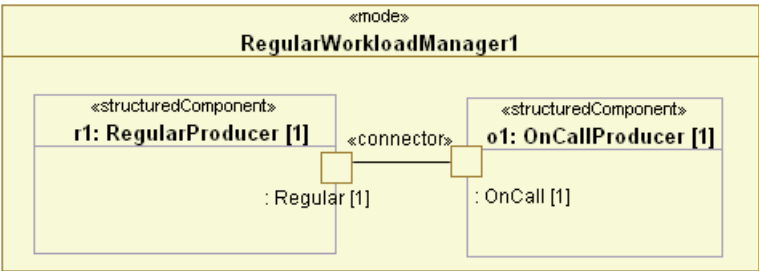 «mode»
RegularWorkloadManager1
«structuredComponent»
r1: RegularProducer [1]
«connector»
«structuredComponent»
o1: OnCallProducer [1]
: Regular [1]
: OnCall [1]